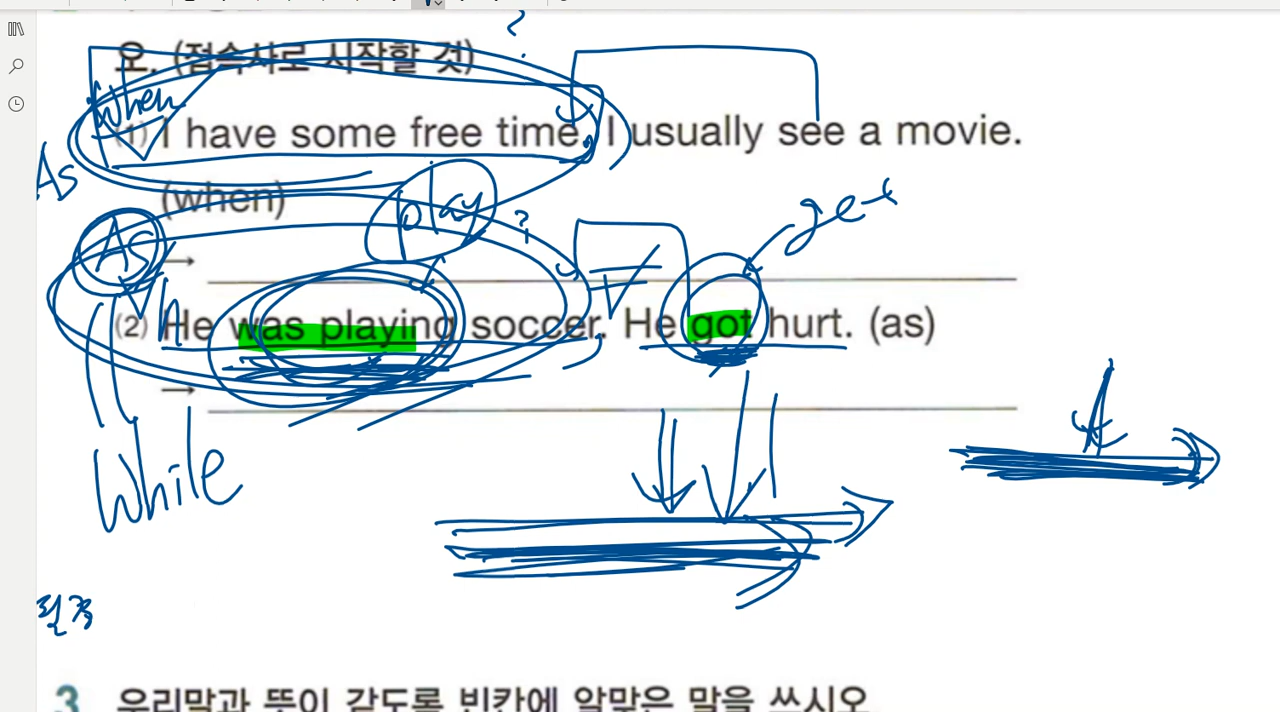 오. (접속사로 시작할 것)
When
(1) I have some free time. I usually see a movie.
As
(when)
play
?
get
As
→
(2) He was playing soccer. He got hurt. (as)
h
→
While
3 우리말과 뜻이 같도록 빈칸에 알맞은 말을 쓰시오.